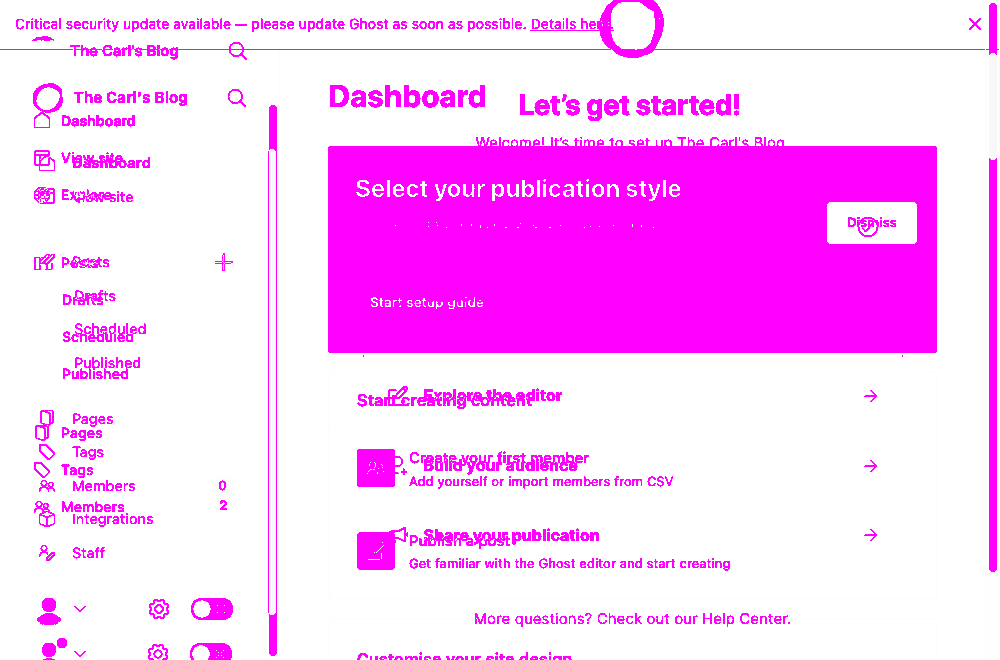 Critical security update available — please update Ghost as soon as possible. Details here
The Carl's Blog
The Carl's Blog
Dashboard
View site
Dashboard
Explore
View site
Posts
Posts
Drafts
Drafts
Scheduled
Scheduled
Published
Published
Pages
Pages
Tags
Tags
Members 0
Members 2
Integrations
Staff
Dashboard
Let's get started!
Welcome! It's time to set up The Carl's Blog
Select your publication style
Dismiss
Start setup guide
Explore the editor
Start creating content
Create your first member
Build your audience
Add yourself or import members from CSV
Share your publication
Publish a post
Get familiar with the Ghost editor and start creating
More questions? Check out our Help Center.
Customise your site design